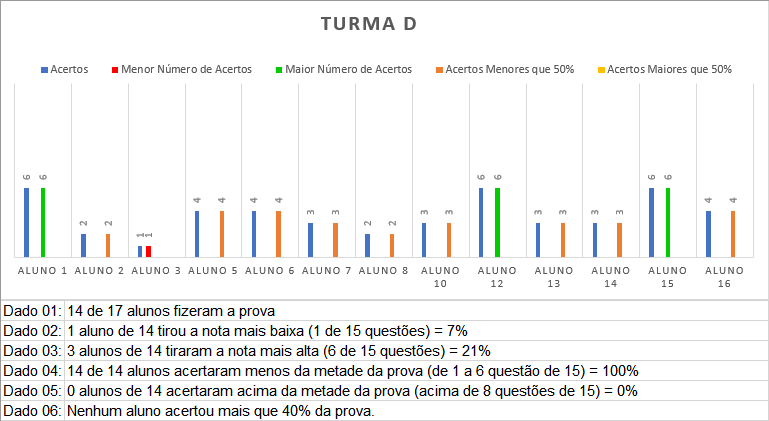 TURMA D
Acertos Menor Número de Acertos Maior Número de Acertos Acertos Menores que 50% Acertos Maiores que 50%
6 6 2 2 1 1 4 4 4 4 3 3 2 2 3 3 6 6 3 3 3 3 6 6 4 4
ALUNO 1 ALUNO 2 ALUNO 3 ALUNO 5 ALUNO 6 ALUNO 7 ALUNO 8 ALUNO 10 ALUNO 12 ALUNO 13 ALUNO 14 ALUNO 15 ALUNO 16
Dado 01: 14 de 17 alunos fizeram a prova
Dado 02: 1 aluno de 14 tirou a nota mais baixa (1 de 15 questões) = 7%
Dado 03: 3 alunos de 14 tiraram a nota mais alta (6 de 15 questões) = 21%
Dado 04: 14 de 14 alunos acertaram menos da metade da prova (de 1 a 6 questão de 15) = 100%
Dado 05: 0 alunos de 14 acertaram acima da metade da prova (acima de 8 questões de 15) = 0%
Dado 06: Nenhum aluno acertou mais que 40% da prova.